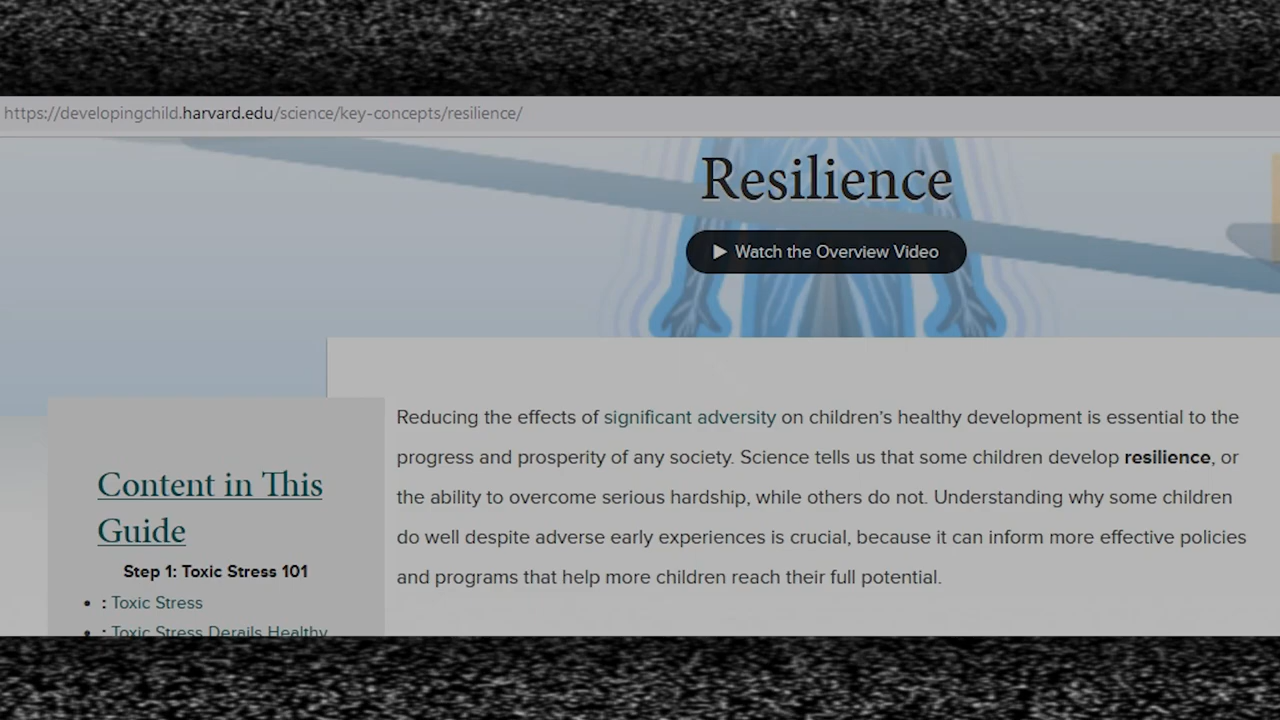 https://developingchild.harvard.edu/science/key-concepts/resilience/
Resilience
Watch the Overview Video
Reducing the effects of significant adversity on children's healthy development is essential to the
progress and prosperity of any society. Science tells us that some children develop resilience, or
the ability to overcome serious hardship, while others do not. Understanding why some children
do well despite adverse early experiences is crucial, because it can inform more effective policies
and programs that help more children reach their full potential.
Content in This
Guide
Step 1: Toxic Stress 101
• : Toxic Stress
• : Toxic Stress Derails Healthy